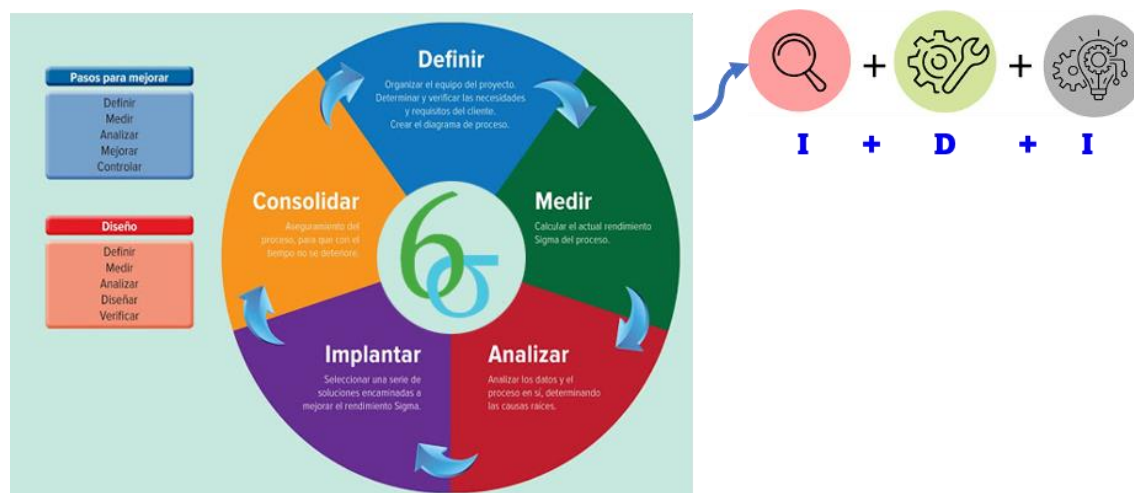 Pasos para mejorar
Definir
Medir
Analizar
Mejorar
Controlar
Diseño
Definir
Medir
Analizar
Diseñar
Verificar
Definir
Organizar el equipo del proyecto.
Determinar y verificar las necesidades
y requisitos del cliente.
Crear el diagrama de proceso.
Medir
Calcular el actual rendimiento
Sigma del proceso.
Analizar
Analizar los datos y el
proceso en sí, determinando
las causas raíces.
Implantar
Seleccionar una serie de
soluciones encaminadas a
mejorar el rendimiento Sigma.
Consolidar
Aseguramiento del
proceso, para que con el
tiempo no se deteriore.
6σ
+ +
I + D + I